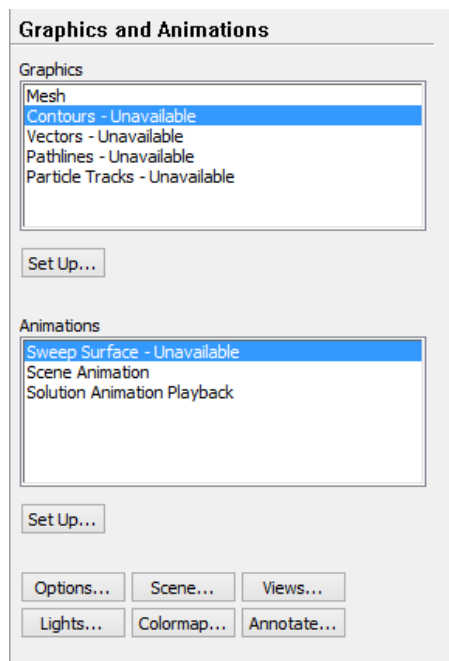 Graphics and Animations
Graphics
Mesh
Contours - Unavailable
Vectors - Unavailable
Pathlines - Unavailable
Particle Tracks - Unavailable
Set Up...
Animations
Sweep Surface - Unavailable
Scene Animation
Solution Animation Playback
Set Up...
Options... Scene... Views...
Lights... Colormap... Annotate...